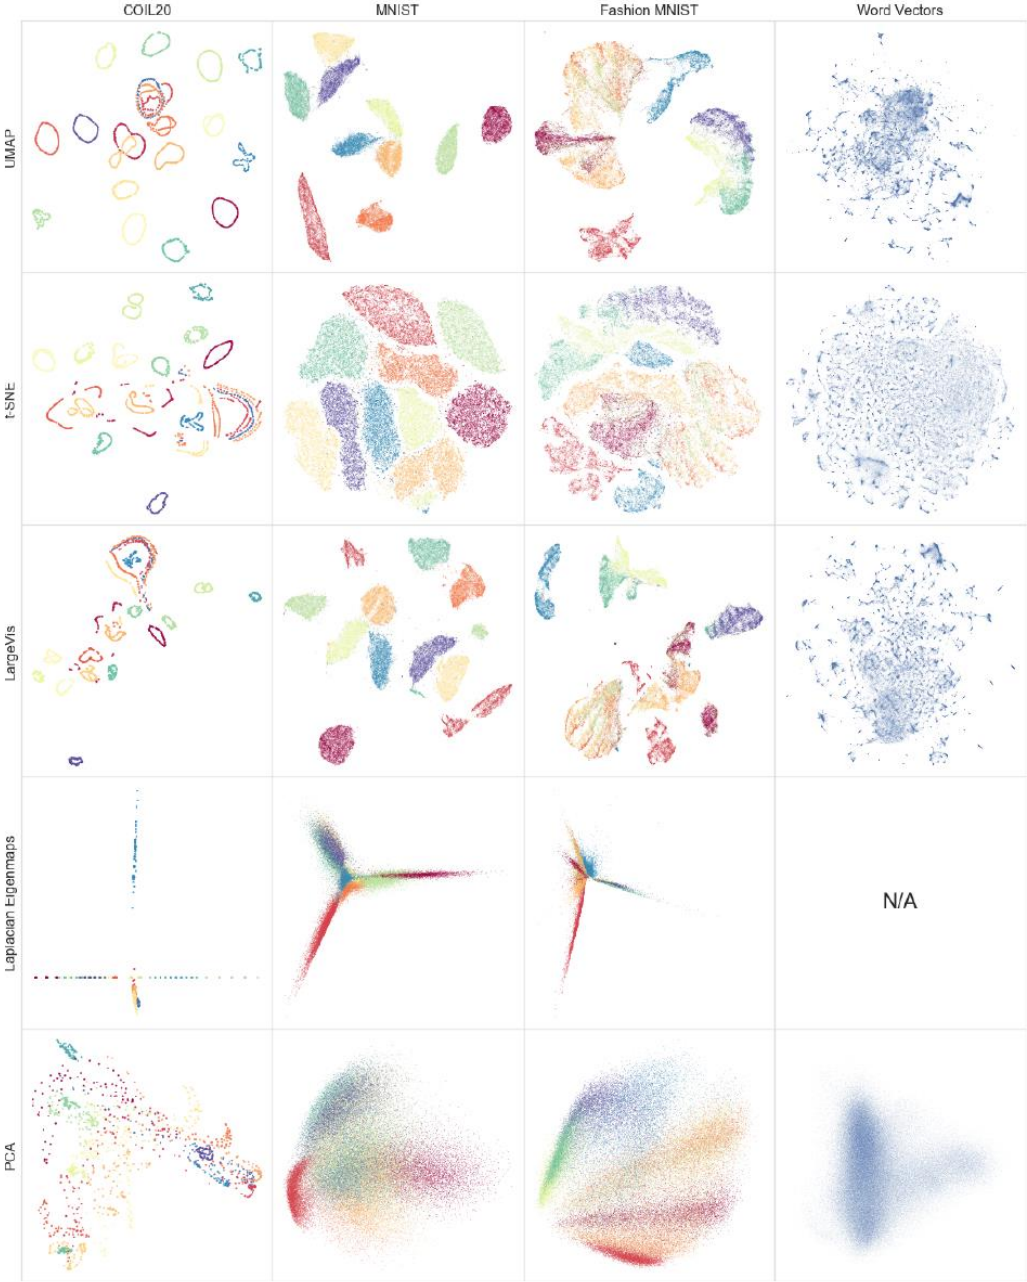 COIL20 MNIST Fashion MNIST Word Vectors
UMAP
t-SNE
LargeVis
Laplacian Eigenmaps
N/A
PCA